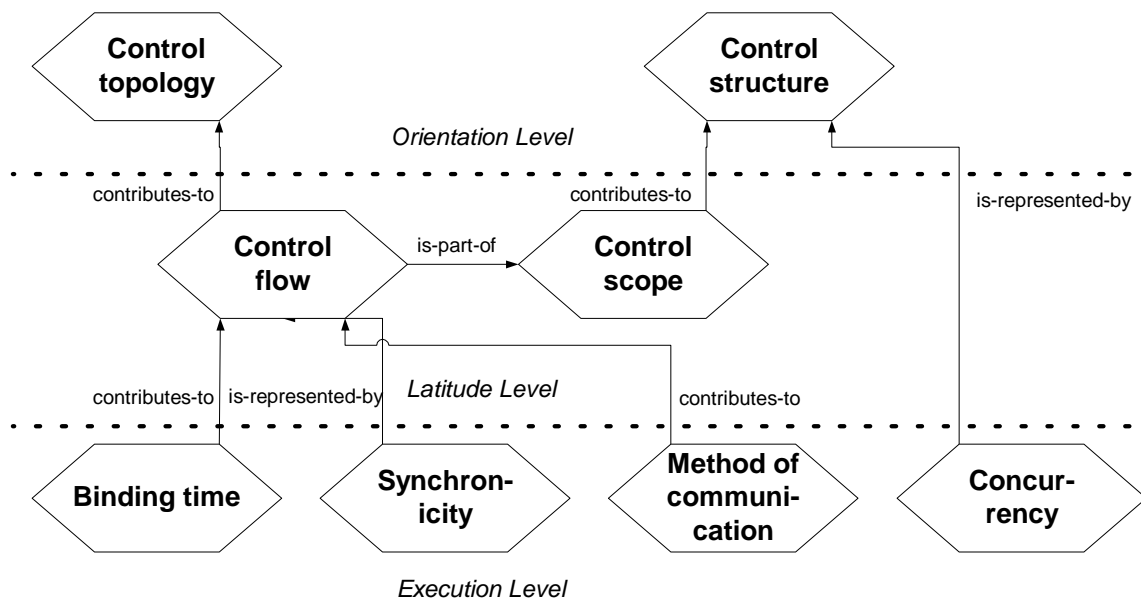 Control
topology
Control
structure
Orientation Level
contributes-to
contributes-to
is-represented-by
Control
flow
is-part-of
Control
scope
contributes-to
is-represented-by
Latitude Level
contributes-to
Binding time
Synchron-
icity
Method of
communi-
cation
Concur-
rency
Execution Level